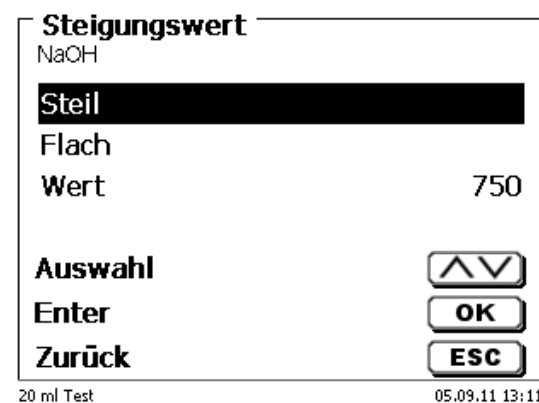 Steigungswert
NaOH
Steil
Flach
Wert 750
Auswahl
Enter OK
Zurück ESC
20 ml Test 05.09.11 13:11